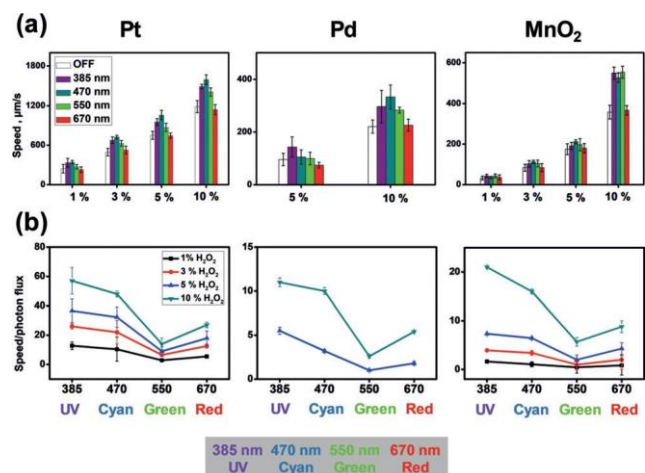 (a)
Pt
Pd
MnO₂
OFF
385 nm
470 nm
550 nm
670 nm
Speed , μm/s
1800
1200
600
0
1 %
3 %
5 %
10 %
400
200
0
5 %
10 %
600
400
200
0
1 %
3 %
5 %
10 %
(b)
1% H₂O₂
3 % H₂O₂
5 % H₂O₂
10 % H₂O₂
Speed/photon flux
80
60
40
20
0
385
470
550
670
UV
Cyan
Green
Red
15
10
5
0
385
470
550
670
UV
Cyan
Green
Red
20
10
0
385
470
550
670
UV
Cyan
Green
Red
385 nm 470 nm 550 nm 670 nm
UV Cyan Green Red